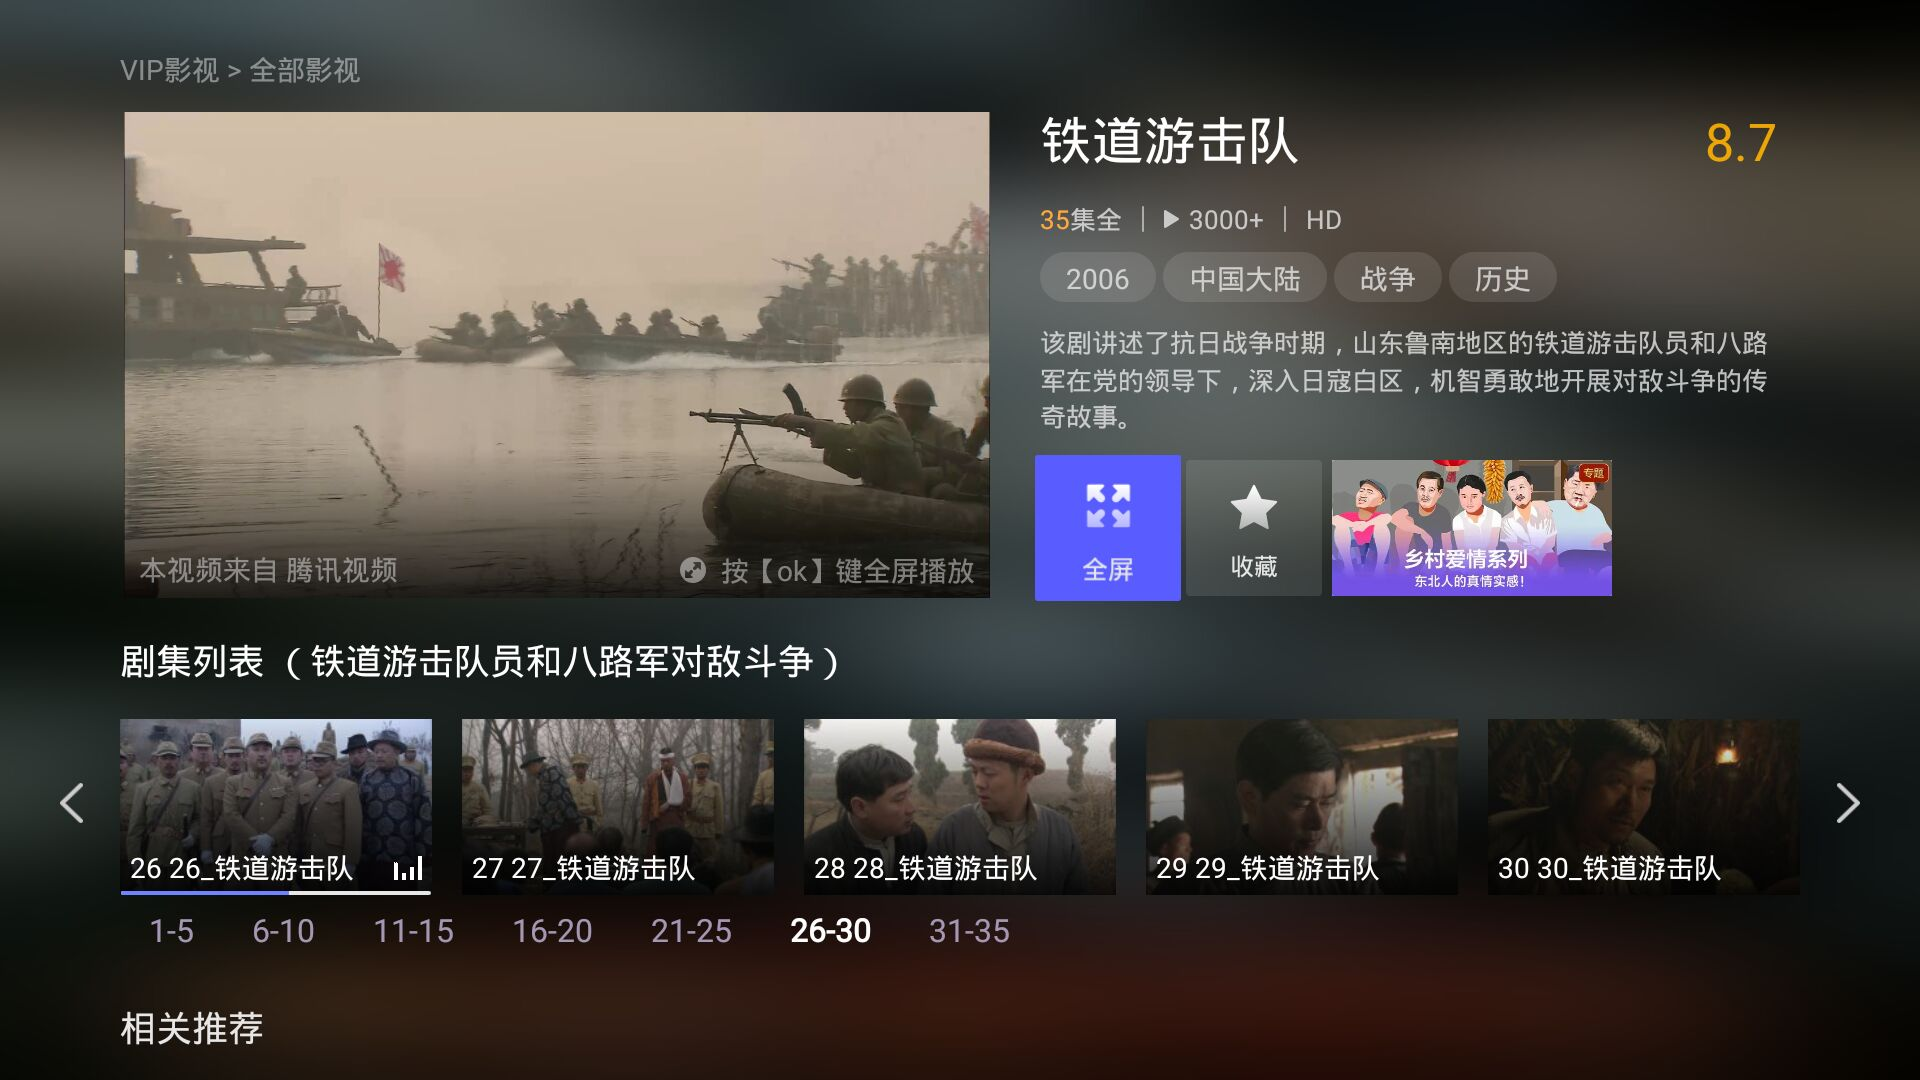 VIP影视 > 全部影视
铁道游击队
8.7
35集全 | 3000+ | HD
2006 中国大陆 战争 历史
该剧讲述了抗日战争时期，山东鲁南地区的铁道游击队员和八路
军在党的领导下，深入日寇白区，机智勇敢地开展对敌斗争的传
奇故事。
本视频来自 腾讯视频
按【ok】键全屏播放
全屏
收藏
专题
乡村爱情系列
东北人的真情实感！
剧集列表 （铁道游击队员和八路军对敌斗争）
26 26_铁道游击队
27 27_铁道游击队
28 28_铁道游击队
29 29_铁道游击队
30 30_铁道游击队
1-5 6-10 11-15 16-20 21-25 26-30 31-35
相关推荐